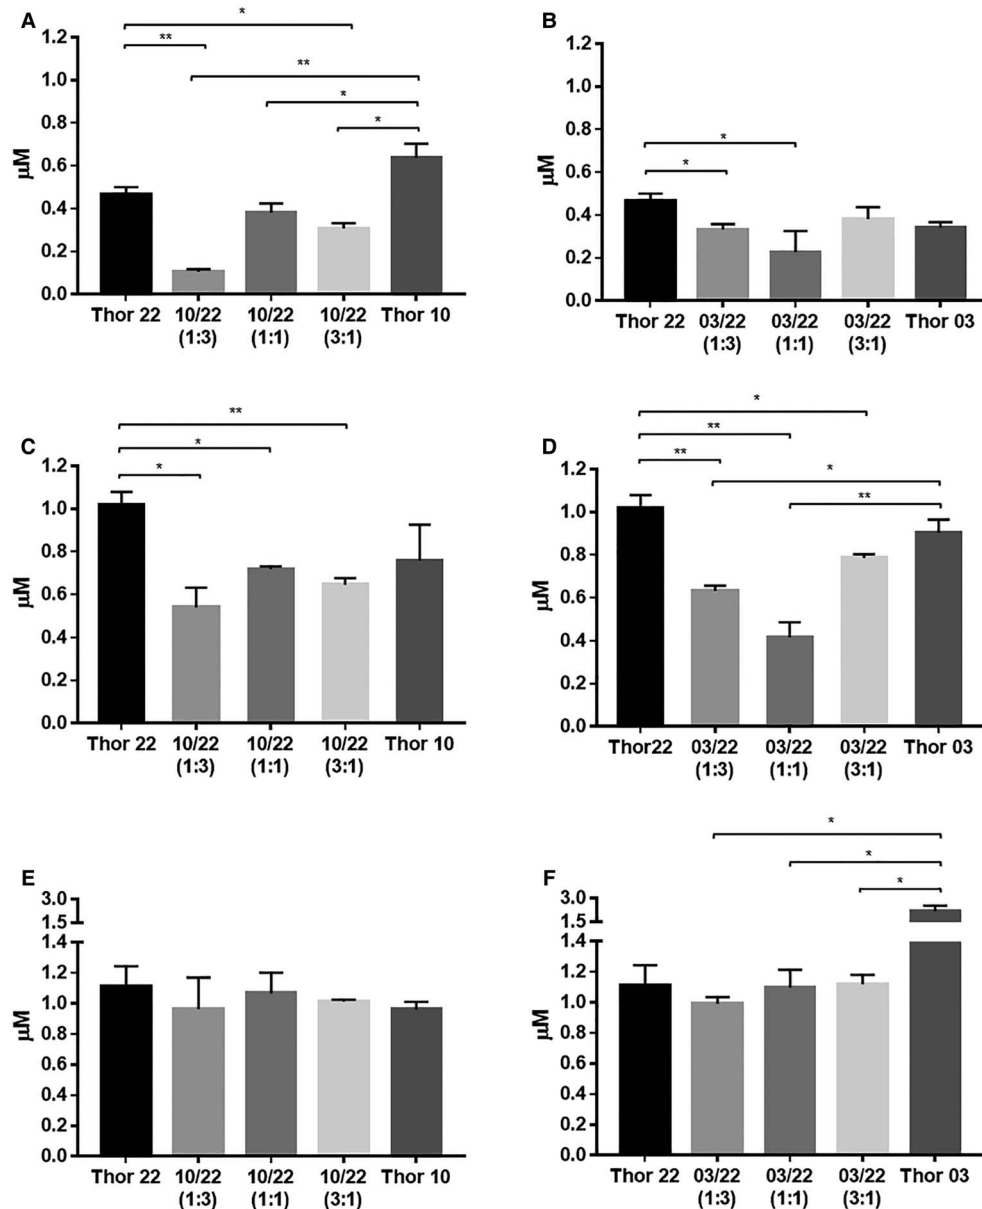 A
*
**
**
*
*
1.2
1.0
0.8
0.6
0.4
0.2
0.0
µM
Thor 22 10/22 10/22 10/22 Thor 10
(1:3) (1:1) (3:1)
B
*
*
1.2
1.0
0.8
0.6
0.4
0.2
0.0
µM
Thor 22 03/22 03/22 03/22 Thor 03
(1:3) (1:1) (3:1)
C
**
*
*
1.2
1.0
0.8
0.6
0.4
0.2
0.0
µM
Thor 22 10/22 10/22 10/22 Thor 10
(1:3) (1:1) (3:1)
D
*
**
**
*
**
1.2
1.0
0.8
0.6
0.4
0.2
0.0
µM
Thor22 03/22 03/22 03/22 Thor 03
(1:3) (1:1) (3:1)
E
3.0
1.5
1.4
1.2
1.0
0.8
0.6
0.4
0.2
0.0
µM
Thor 22 10/22 10/22 10/22 Thor 10
(1:3) (1:1) (3:1)
F
*
*
*
3.0
1.5
1.4
1.2
1.0
0.8
0.6
0.4
0.2
0.0
µM
Thor 22 03/22 03/22 03/22 Thor 03
(1:3) (1:1) (3:1)